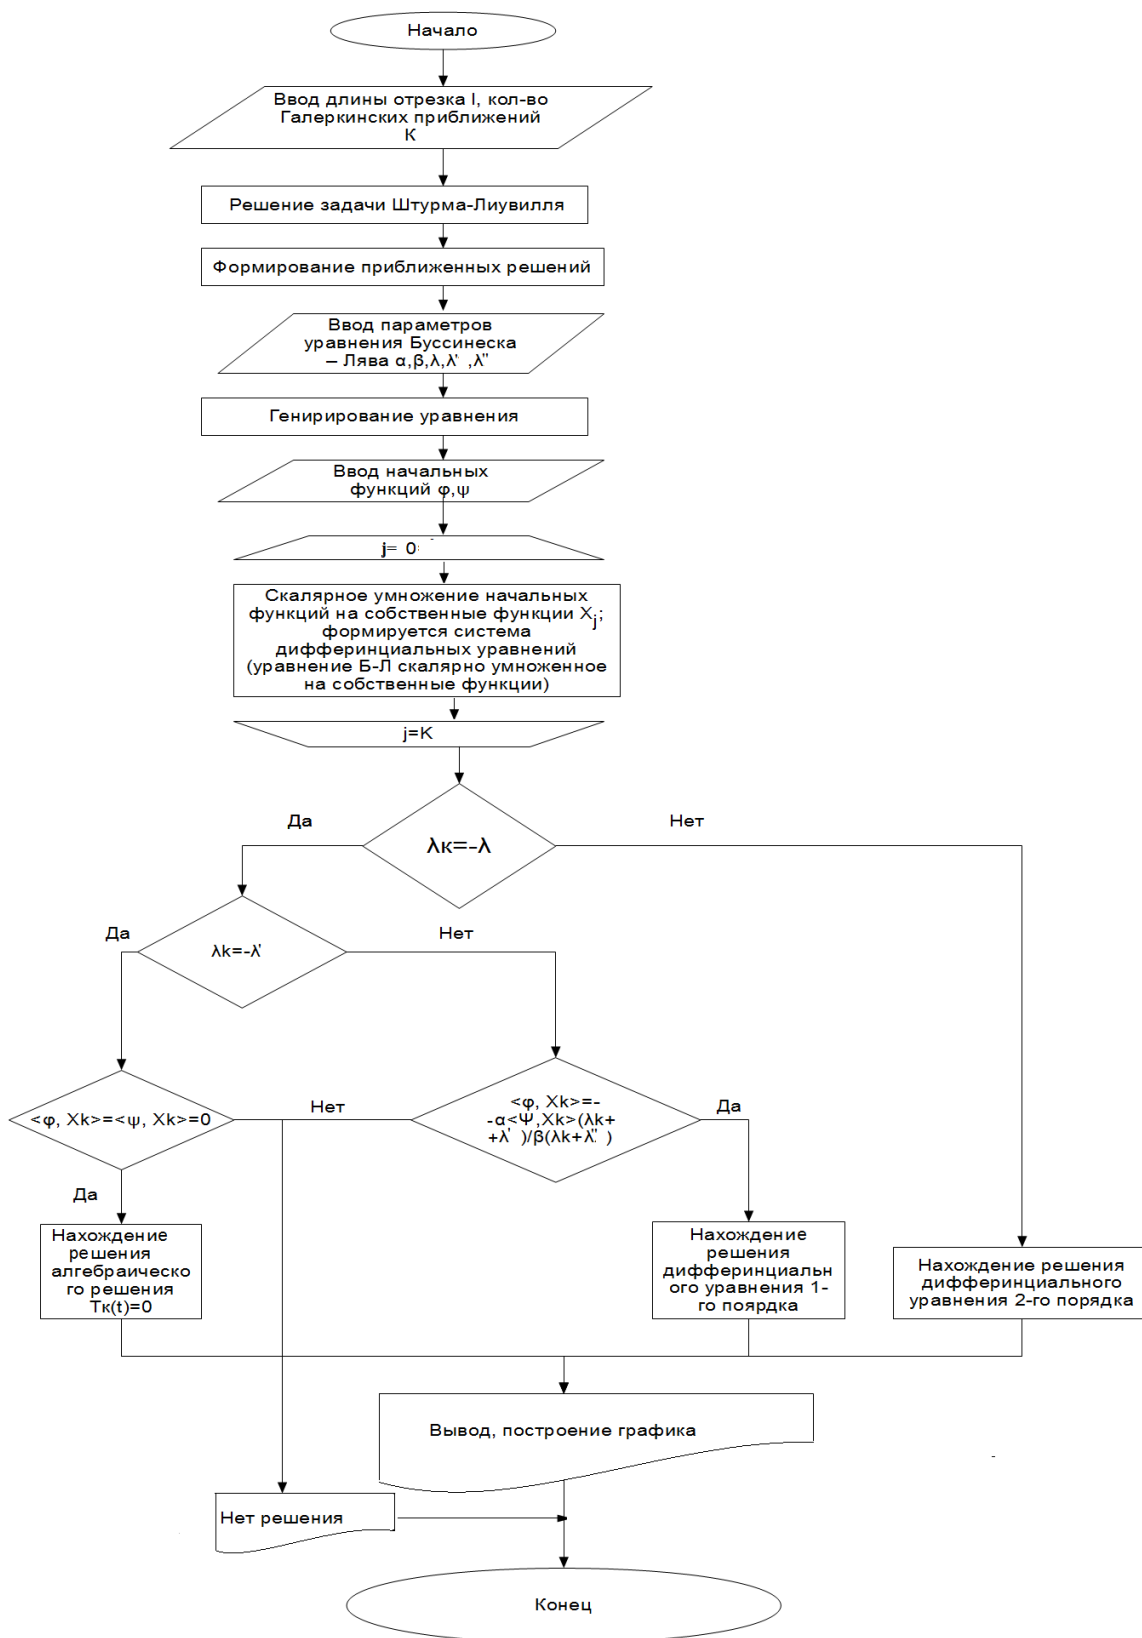 Начало
Ввод длины отрезка l, кол-во
Галеркинских приближений
К
Решение задачи Штурма-Лиувилля
Формирование приближенных решений
Ввод параметров
уравнения Буссинеска
– Лява α,β,λ,λ' ,λ''
Генирирование уравнения
Ввод начальных
функций φ,ψ
j= 0
Скалярное умножение начальных
функций на собственные функции Xj;
формируется система
дифферинциальных уравнений
(уравнение Б-Л скалярно умноженное
на собственные функции)
j=K
Да
Нет
λк=-λ
Да
Нет
λk=-λ'
<φ, Xk>=<ψ, Xk>=0
Нет
<φ, Xk>=-
-α<Ψ,Xk>(λk+
+λ' )/β(λk+λ'' )
Да
Да
Нахождение
решения
алгебраическо
го решения
Тк(t)=0
Нахождение
решения
дифферинциальн
ого уравнения 1-
го поярдка
Нахождение решения
дифферинциального
уравнения 2-го порядка
Вывод, построение графика
Нет решения
Конец